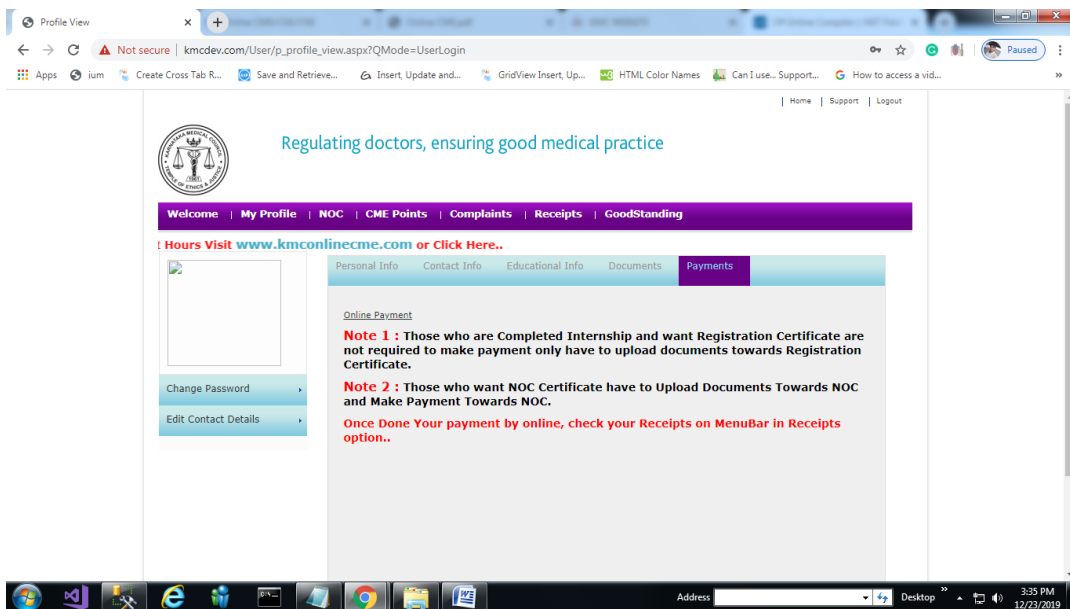 Profile View
Not secure | kmcdev.com/User/p_profile_view.aspx?QMode=UserLogin
Paused
Apps ium Create Cross Tab R... Save and Retrieve... Insert, Update and... GridView Insert, Up... HTML Color Names Can I use... Support... How to access a vid... »
| Home | Support | Logout
KARNATAKA MEDICAL COUNCIL
TEMPLE OF ETHICS & JUSTICE
Regulating doctors, ensuring good medical practice
Welcome | My Profile | NOC | CME Points | Complaints | Receipts | GoodStanding
t Hours Visit www.kmconlinecme.com or Click Here..
Personal Info Contact Info Educational Info Documents Payments
Change Password
Edit Contact Details
Online Payment
Note 1 : Those who are Completed Internship and want Registration Certificate are
not required to make payment only have to upload documents towards Registration
Certificate.
Note 2 : Those who want NOC Certificate have to Upload Documents Towards NOC
and Make Payment Towards NOC.
Once Done Your payment by online, check your Receipts on MenuBar in Receipts
option..
Address
Desktop »
3:35 PM
12/23/2019